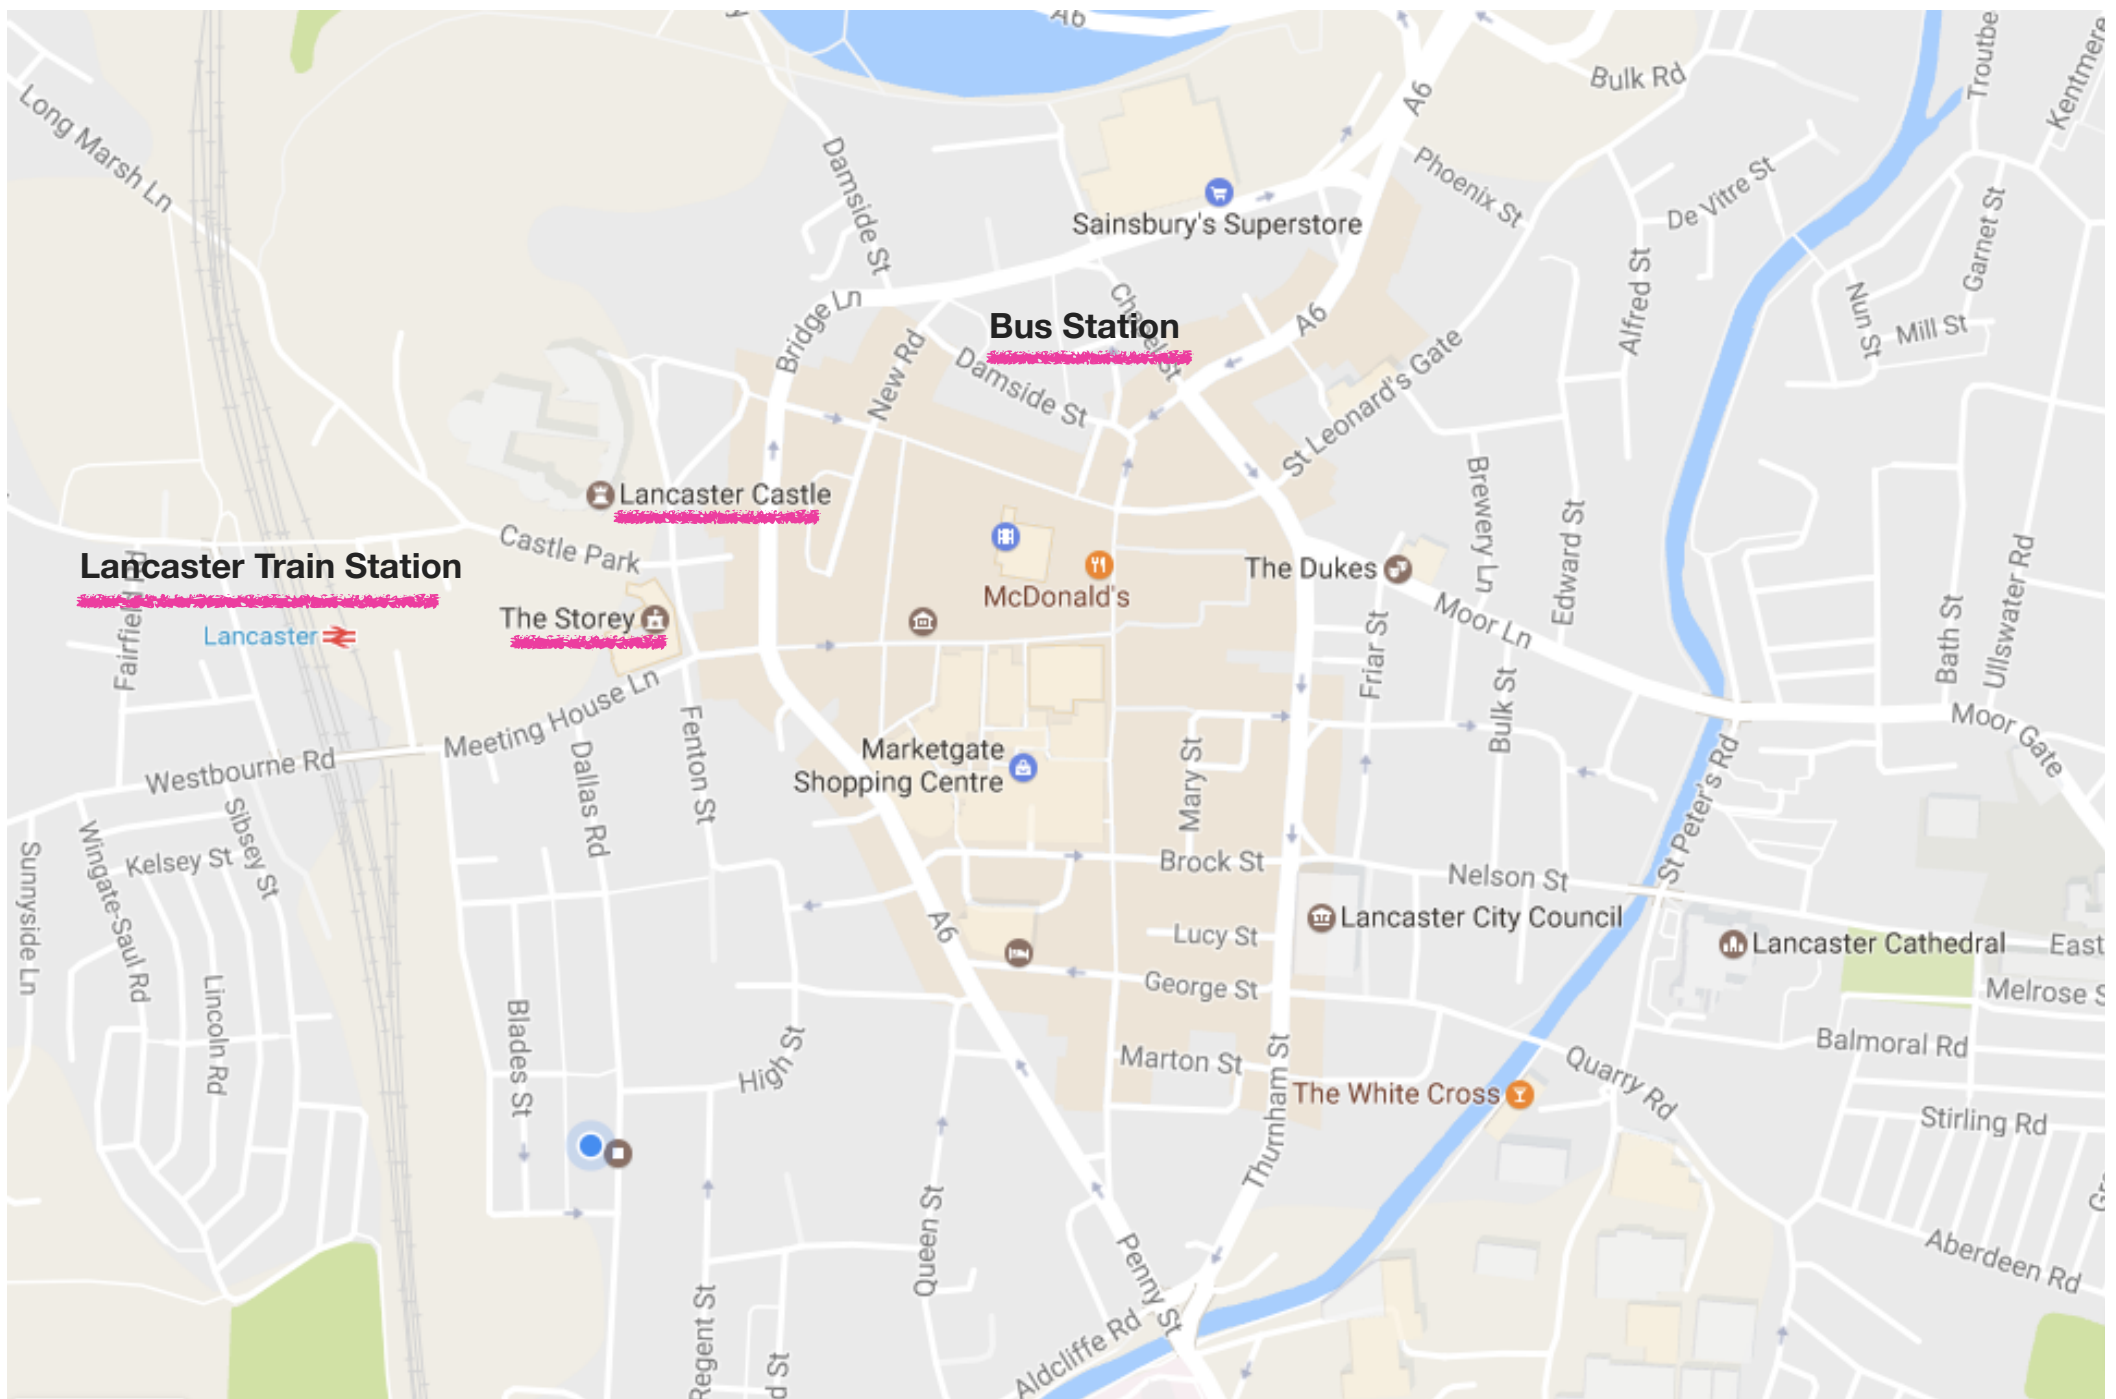 A6
Long Marsh Ln
Damside St
A6
Bulk Rd
Troutbe
Kentmere
Phoenix St
De Vitre St
Garnet St
Sainsbury's Superstore
Bridge Ln
New Rd
Chapel St
Bus Station
Damside St
A6
Alfred St
Nun St
Mill St
St Leonard's Gate
Lancaster Castle
Castle Park
Lancaster Train Station
Lancaster
Fairfield Rd
The Storey
McDonald's
The Dukes
Brewery Ln
Edward St
Moor Ln
Friar St
Bulk St
Bath St
Ullswater Rd
Moor Gate
Meeting House Ln
Westbourne Rd
Fenton St
Dallas Rd
Marketgate
Shopping Centre
Mary St
St Peter's Rd
Sibsey St
Kelsey St
Wingate-Saul Rd
Sunnyside Ln
Brock St
Nelson St
A6
Lucy St
Lancaster City Council
Lancaster Cathedral
East
George St
Melrose S
Lincoln Rd
Blades St
High St
Marton St
Thurnham St
Quarry Rd
Balmoral Rd
The White Cross
Stirling Rd
Queen St
Penny St
Aberdeen Rd
Gr
Regent St
d St
Aldcliffe Rd